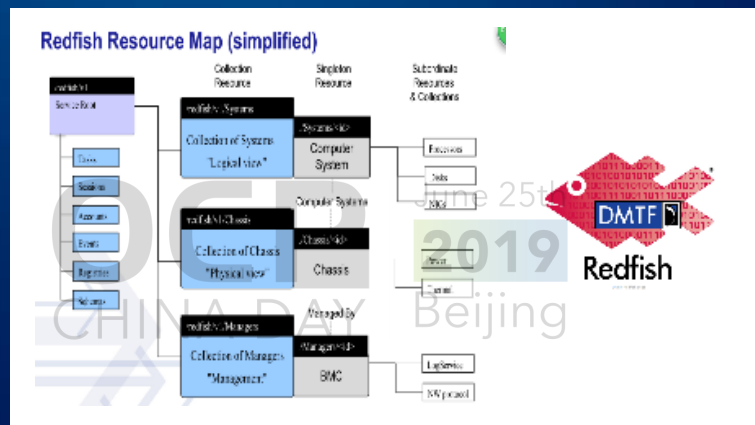 Redfish Resource Map (simplified)
Collection
Resource
Singleton
Resource
Subordinate
Resources
& Collections
/redfish/v1
Service Root
Tasks
Sessions
Accounts
Events
Registries
Schemas
/redfish/v1/Systems
Collection of Systems
"Logical view"
/Systems/<id>
Computer
System
Processors
Disks
NICs
Computer Systems
/redfish/v1/Chassis
Collection of Chassis
"Physical view"
/Chassis/<id>
Chassis
Power
Thermal
Managed By
/redfish/v1/Managers
Collection of Managers
"Management"
/Managers/<id>
BMC
LogService
NW protocol
OCP
CHINA DAY
June 25th
2019
Beijing
DMTF
Redfish